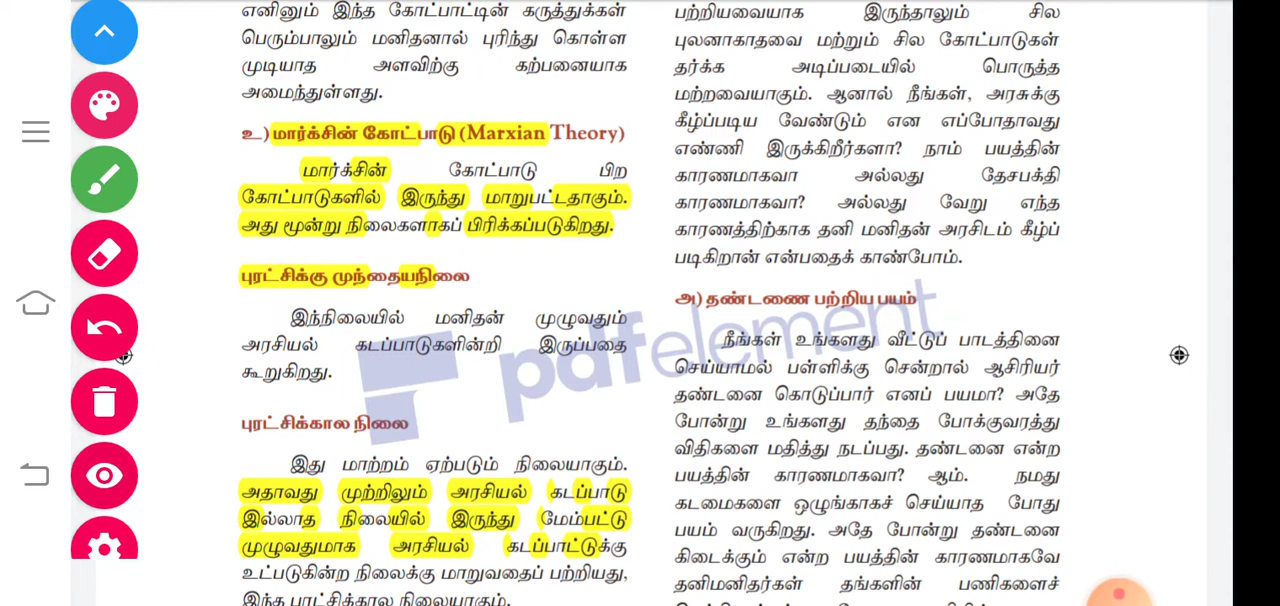 எனினும் இந்த கோட்பாட்டின் கருத்துக்கள்
பெரும்பாலும் மனிதனால் புரிந்து கொள்ள
முடியாத அளவிற்கு கற்பனையாக
அமைந்துள்ளது.
உ) மார்க்சின் கோட்பாடு (Marxian Theory)
மார்க்சின் கோட்பாடு பிற
கோட்பாடுகளில் இருந்து மாறுபட்டதாகும்.
அது மூன்று நிலைகளாகப் பிரிக்கப்படுகிறது.
புரட்சிக்கு முந்தையநிலை
இந்நிலையில் மனிதன் முழுவதும்
அரசியல் கடப்பாடுகளின்றி இருப்பதை
கூறுகிறது.
புரட்சிக்கால நிலை
இது மாற்றம் ஏற்படும் நிலையாகும்.
அதாவது முற்றிலும் அரசியல் கடப்பாடு
இல்லாத நிலையில் இருந்து மேம்பட்டு
முழுவதுமாக அரசியல் கடப்பாட்டுக்கு
உட்படுகின்ற நிலைக்கு மாறுவதைப் பற்றியது,
இந்த பரட்சிக்கால நிலையாகும்.
பற்றியவையாக இருந்தாலும் சில
புலனாகாதவை மற்றும் சில கோட்பாடுகள்
தர்க்க அடிப்படையில் பொருத்த
மற்றவையாகும். ஆனால் நீங்கள், அரசுக்கு
கீழ்ப்படிய வேண்டும் என எப்போதாவது
எண்ணி இருக்கிறீர்களா? நாம் பயத்தின்
காரணமாகவா அல்லது தேசபக்தி
காரணமாகவா? அல்லது வேறு எந்த
காரணத்திற்காக தனி மனிதன் அரசிடம் கீழ்ப்
படிகிறான் என்பதைக் காண்போம்.
அ) தண்டணை பற்றிய பயம்
நீங்கள் உங்களது வீட்டுப் பாடத்தினை
செய்யாமல் பள்ளிக்கு சென்றால் ஆசிரியர்
தண்டனை கொடுப்பார் எனப் பயமா? அதே
போன்று உங்களது தந்தை போக்குவரத்து
விதிகளை மதித்து நடப்பது. தண்டனை என்ற
பயத்தின் காரணமாகவா? ஆம். நமது
கடமைகளை ஒழுங்காகச் செய்யாத போது
பயம் வருகிறது. அதே போன்று தண்டனை
கிடைக்கும் என்ற பயத்தின் காரணமாகவே
தனிமனிதர்கள் தங்களின் பணிகளைச்
pdfelement